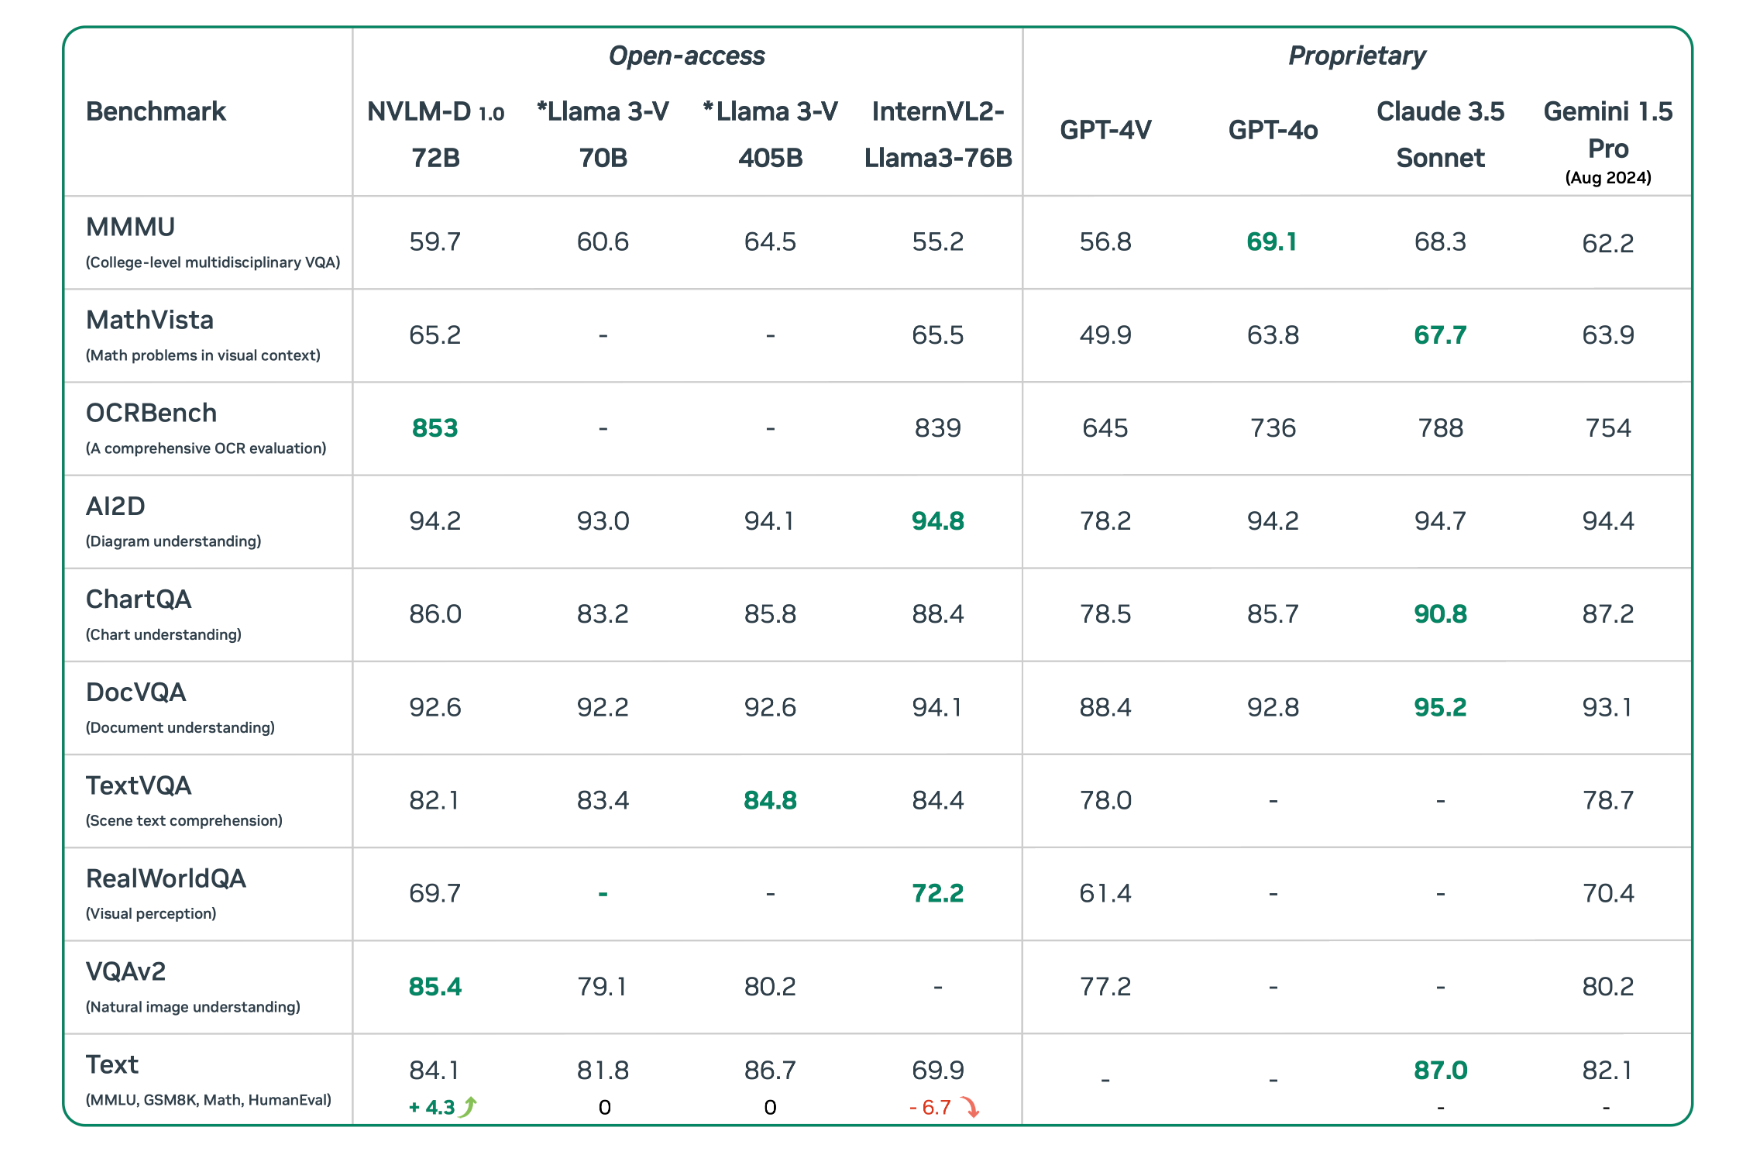 Open-access Proprietary
Benchmark NVLM-D 1.0 72B *Llama 3-V 70B *Llama 3-V 405B InternVL2-Llama3-76B GPT-4V GPT-4o Claude 3.5 Sonnet Gemini 1.5 Pro (Aug 2024)
MMMU 59.7 60.6 64.5 55.2 56.8 69.1 68.3 62.2
(College-level multidisciplinary VQA)
MathVista 65.2 - - 65.5 49.9 63.8 67.7 63.9
(Math problems in visual context)
OCRBench 853 - - 839 645 736 788 754
(A comprehensive OCR evaluation)
AI2D 94.2 93.0 94.1 94.8 78.2 94.2 94.7 94.4
(Diagram understanding)
ChartQA 86.0 83.2 85.8 88.4 78.5 85.7 90.8 87.2
(Chart understanding)
DocVQA 92.6 92.2 92.6 94.1 88.4 92.8 95.2 93.1
(Document understanding)
TextVQA 82.1 83.4 84.8 84.4 78.0 - - 78.7
(Scene text comprehension)
RealWorldQA 69.7 - - 72.2 61.4 - - 70.4
(Visual perception)
VQAv2 85.4 79.1 80.2 - 77.2 - - 80.2
(Natural image understanding)
Text 84.1 81.8 86.7 69.9 - - 87.0 82.1
(MMLU, GSM8K, Math, HumanEval) + 4.3 0 0 - 6.7 - -